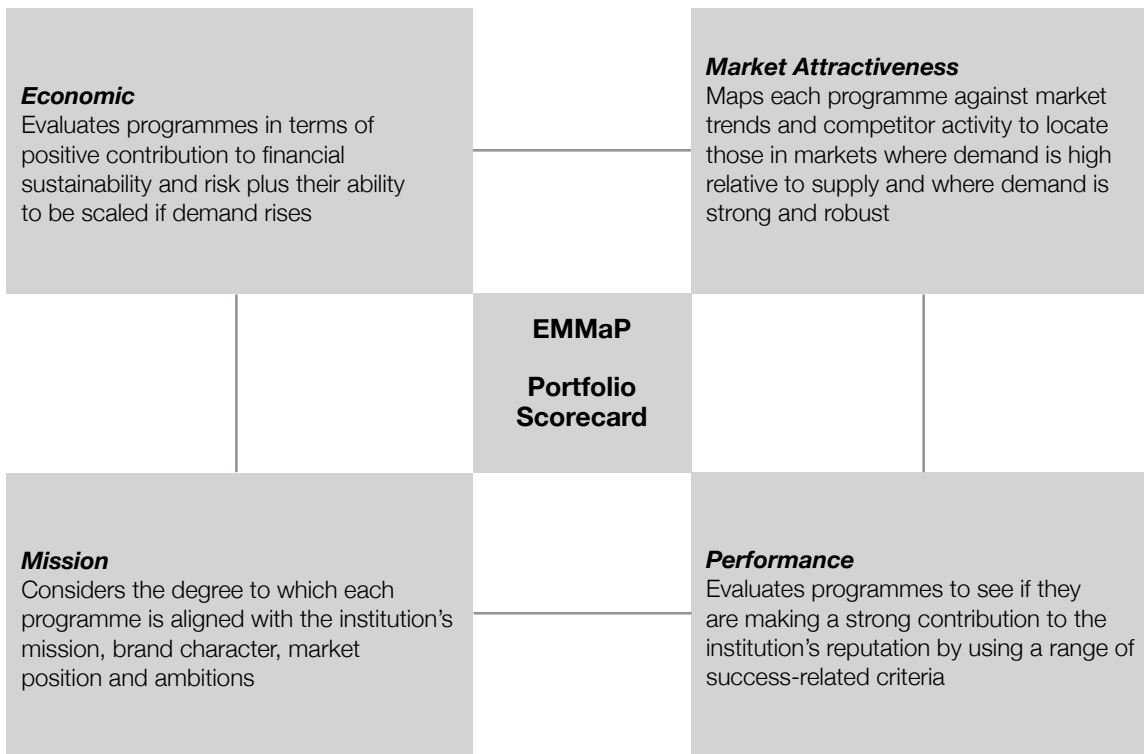 Economic
Evaluates programmes in terms of
positive contribution to financial
sustainability and risk plus their ability
to be scaled if demand rises
Market Attractiveness
Maps each programme against market
trends and competitor activity to locate
those in markets where demand is high
relative to supply and where demand is
strong and robust
EMMaP
Portfolio
Scorecard
Mission
Considers the degree to which each
programme is aligned with the institution’s
mission, brand character, market
position and ambitions
Performance
Evaluates programmes to see if they
are making a strong contribution to the
institution’s reputation by using a range of
success-related criteria